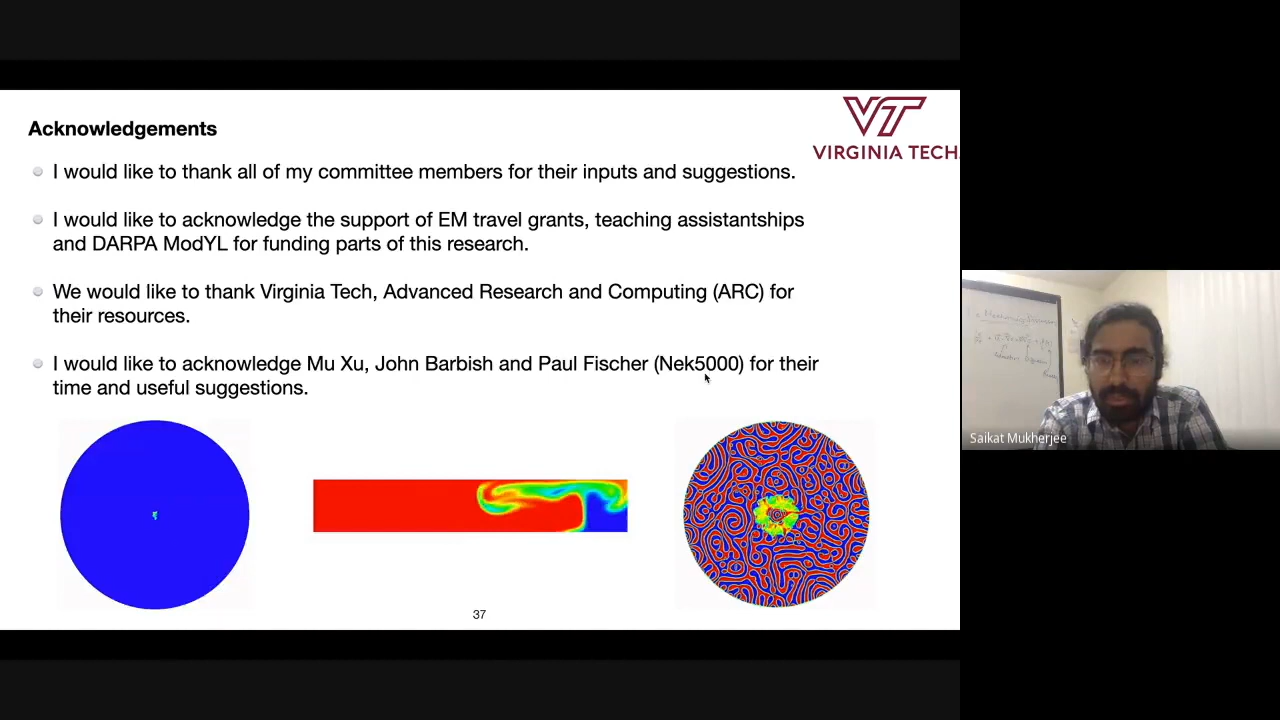 Acknowledgements
VT
VIRGINIA TECH.
I would like to thank all of my committee members for their inputs and suggestions.
I would like to acknowledge the support of EM travel grants, teaching assistantships
and DARPA ModYL for funding parts of this research.
We would like to thank Virginia Tech, Advanced Research and Computing (ARC) for
their resources.
I would like to acknowledge Mu Xu, John Barbish and Paul Fischer (Nek5000) for their
time and useful suggestions.
37
Saikat Mukherjee